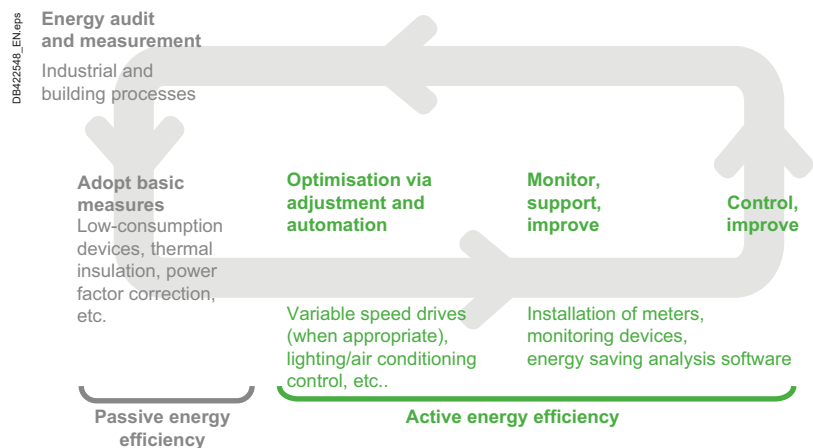 DB422548_EN.eps
Energy audit
and measurement
Industrial and
building processes
Adopt basic
measures
Low-consumption
devices, thermal
insulation, power
factor correction,
etc.
Optimisation via
adjustment and
automation
Monitor,
support,
improve
Control,
improve
Variable speed drives
(when appropriate),
lighting/air conditioning
control, etc..
Installation of meters,
monitoring devices,
energy saving analysis software
Passive energy
efficiency
Active energy efficiency